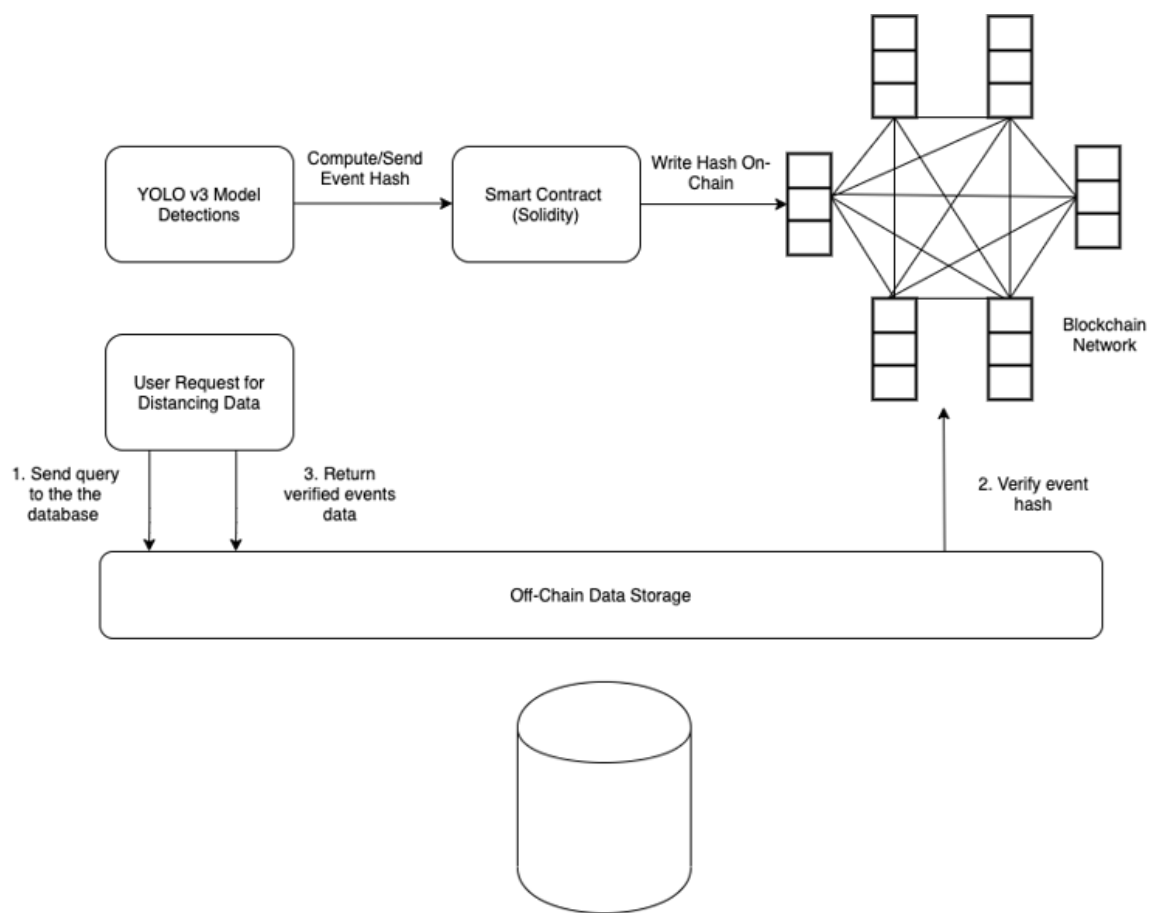 Compute/Send
Event Hash
Write Hash On-
Chain
YOLO v3 Model
Detections
Smart Contract
(Solidity)
Blockchain
Network
User Request for
Distancing Data
1. Send query
to the the
database
3. Return
verified events
data
2. Verify event
hash
Off-Chain Data Storage